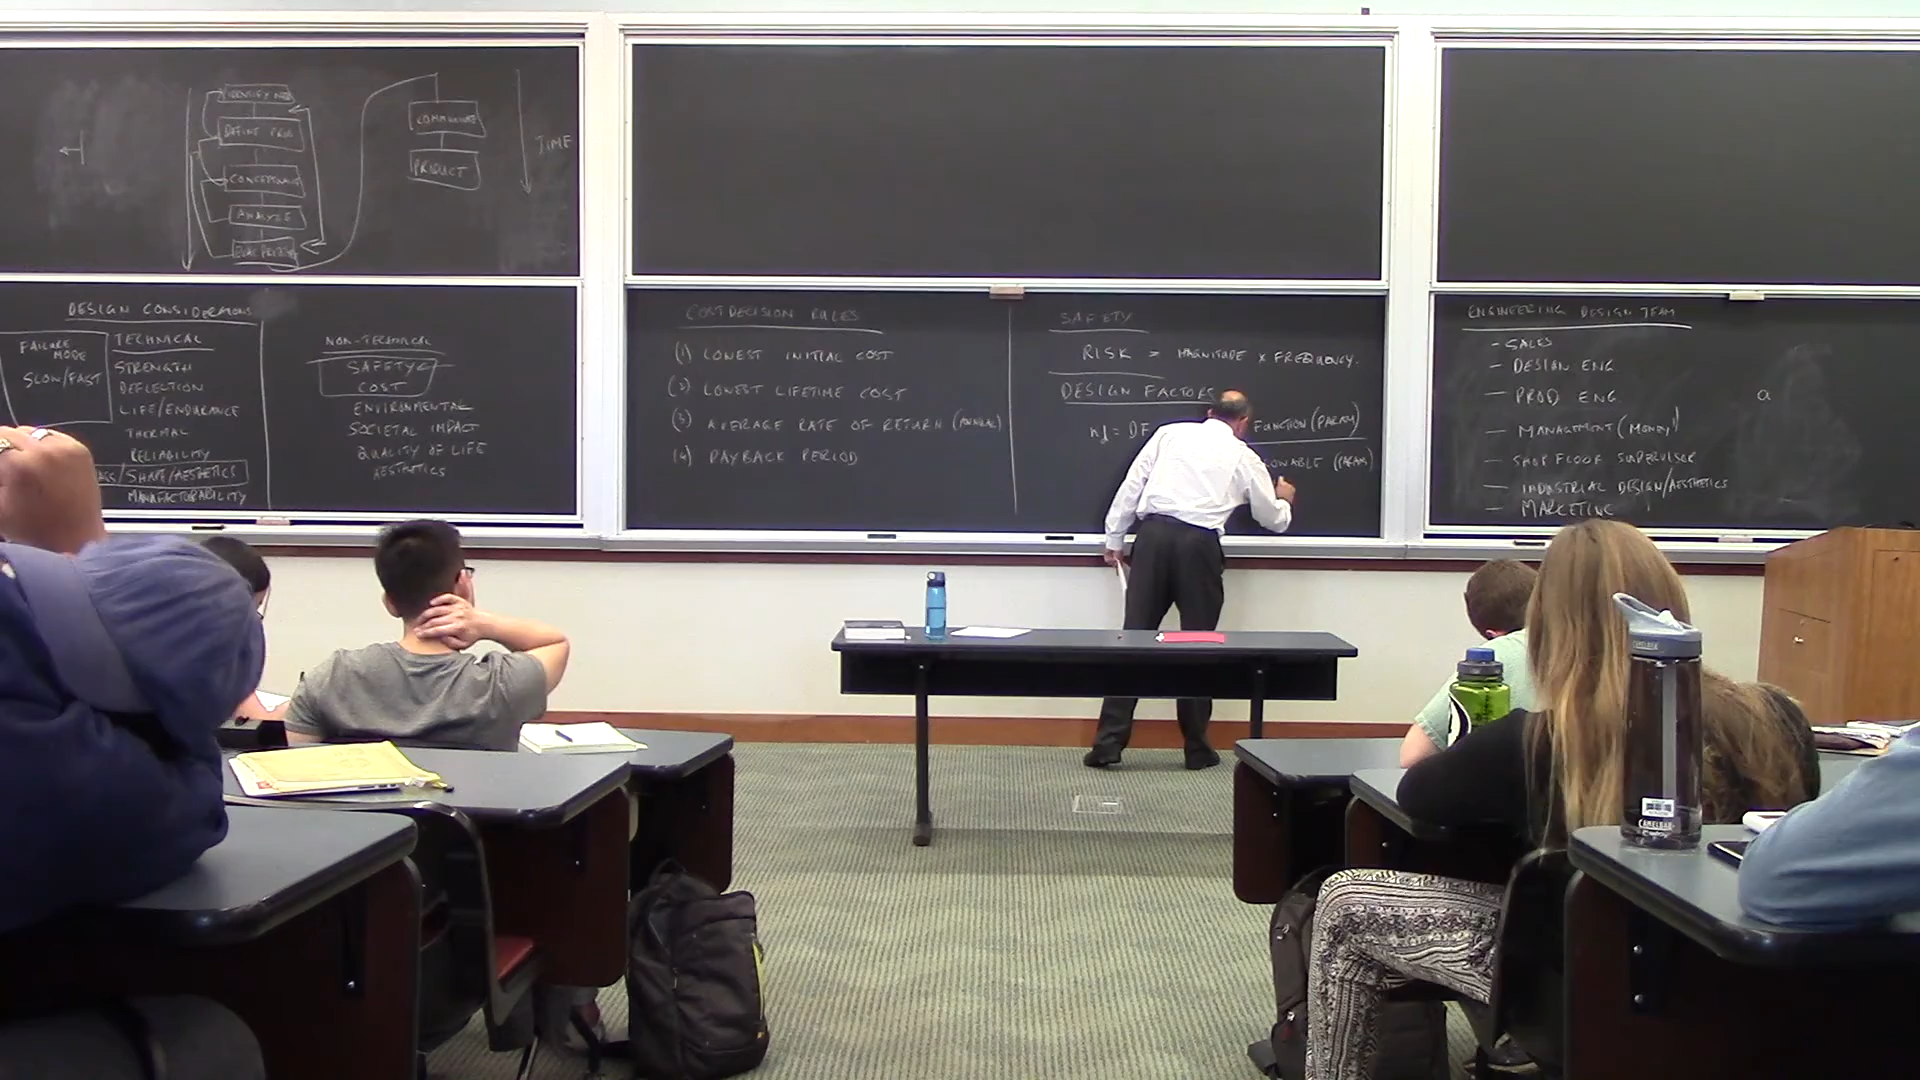 IDENTIFY
DEFINE PROB
CONCEPTUALIZE
ANALYZE
COMMUNICATE
PRODUCT
TIME
DESIGN CONSIDERATIONS
FAILURE
MODE
SLOW/FAST
TECHNICAL
STRENGTH
DEFLECTION
LIFE/ENDURANCE
THERMAL
RELIABILITY
/SHAPE/AESTHETICS
MANUFACTURABILITY
NON-TECHNICAL
SAFETY
COST
ENVIRONMENTAL
SOCIETAL IMPACT
QUALITY OF LIFE
AESTHETICS
COST DECISION RULES
(1) LOWEST INITIAL COST
(2) LOWEST LIFETIME COST
(3) AVERAGE RATE OF RETURN (ANNUAL)
(4) PAYBACK PERIOD
SAFETY
RISK = MAGNITUDE x FREQUENCY.
DESIGN FACTORS
nd = DF
FUNCTION (PARAM)
OWABLE (PARAM)
ENGINEERING DESIGN TEAM
- SALES
- DESIGN ENG
- PROD ENG
- MANAGEMENT (MONEY)
- SHOP FLOOR SUPERVISOR
- INDUSTRIAL DESIGN/AESTHETICS
- MARKETING
a
CAMELBAK